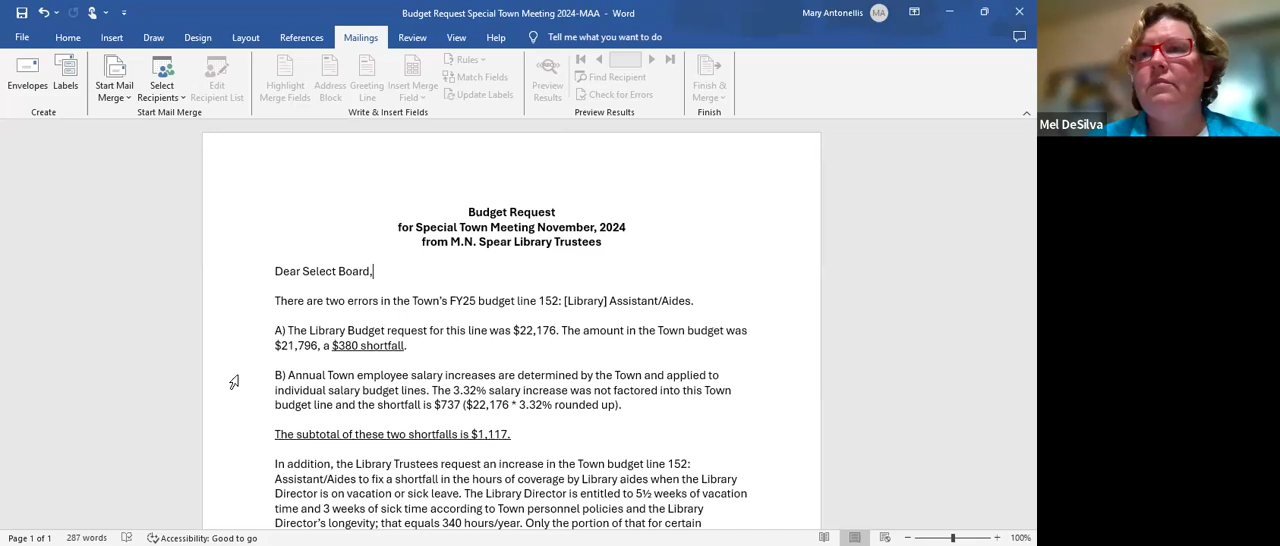 Budget Request Special Town Meeting 2024-MAA - Word
Mary Antonellis MA
File Home Insert Draw Design Layout References Mailings Review View Help Tell me what you want to do
Envelopes Labels
Create
Start Mail Merge Select Recipients Edit Recipient List
Start Mail Merge
Highlight Merge Fields Address Block Greeting Line Insert Merge Field
Rules
Match Fields
Update Labels
Write & Insert Fields
ABC
Preview Results
Find Recipient
Check for Errors
Preview Results
Finish & Merge
Finish
Mel DeSilva
Budget Request
for Special Town Meeting November, 2024
from M.N. Spear Library Trustees
Dear Select Board,
There are two errors in the Town's FY25 budget line 152: [Library] Assistant/Aides.
A) The Library Budget request for this line was $22,176. The amount in the Town budget was
$21,796, a $380 shortfall.
B) Annual Town employee salary increases are determined by the Town and applied to
individual salary budget lines. The 3.32% salary increase was not factored into this Town
budget line and the shortfall is $737 ($22,176 * 3.32% rounded up).
The subtotal of these two shortfalls is $1,117.
In addition, the Library Trustees request an increase in the Town budget line 152:
Assistant/Aides to fix a shortfall in the hours of coverage by Library aides when the Library
Director is on vacation or sick leave. The Library Director is entitled to 5½ weeks of vacation
time and 3 weeks of sick time according to Town personnel policies and the Library
Director's longevity; that equals 340 hours/year. Only the portion of that for certain
Page 1 of 1 287 words Accessibility: Good to go 100%